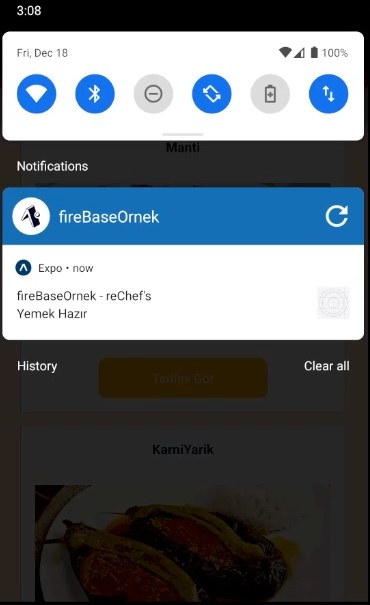 3:08
Fri, Dec 18
100%
Manti
Notifications
fireBaseOrnek
Expo • now
fireBaseOrnek - reChef's
Yemek Hazır
History
Clear all
Tarifini Gör
KarniYarik